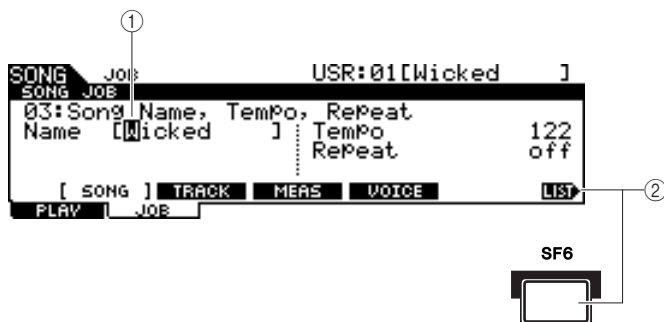 ①
SONG JOB USR:01[Wicked ]
SONG JOB
03:Song Name, Tempo, Repeat
Name [Wicked ] Tempo 122
Repeat off
[ SONG ] TRACK MEAS VOICE LIST
②
PLAY JOB
SF6